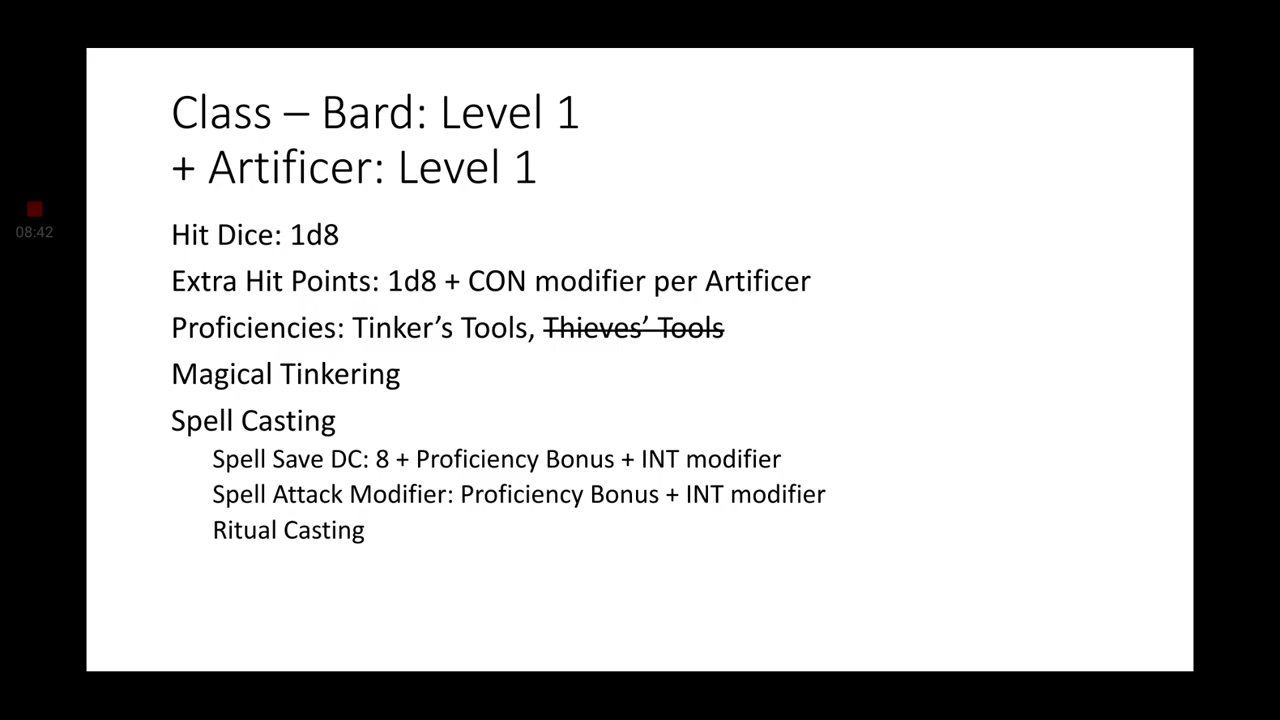 Class – Bard: Level 1
+ Artificer: Level 1
08:42
Hit Dice: 1d8
Extra Hit Points: 1d8 + CON modifier per Artificer
Proficiencies: Tinker’s Tools, Thieves’ Tools
Magical Tinkering
Spell Casting
Spell Save DC: 8 + Proficiency Bonus + INT modifier
Spell Attack Modifier: Proficiency Bonus + INT modifier
Ritual Casting